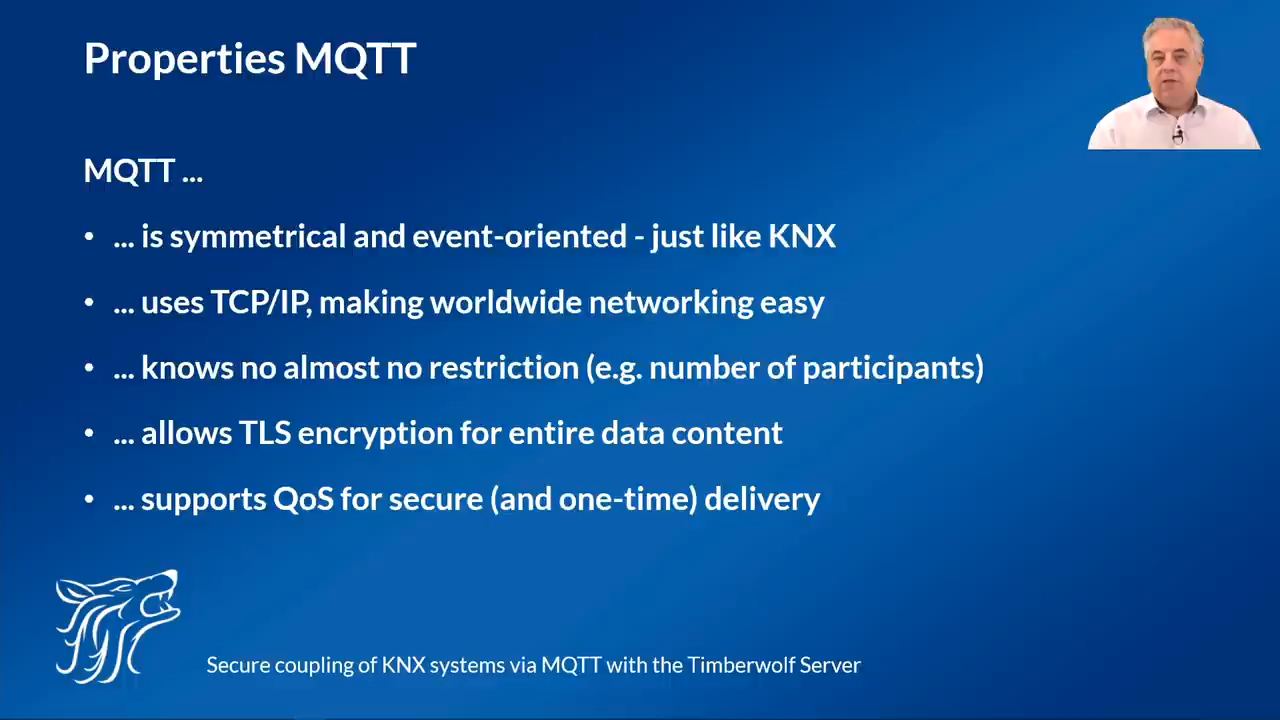 Properties MQTT
MQTT ...
• ... is symmetrical and event-oriented - just like KNX
• ... uses TCP/IP, making worldwide networking easy
• ... knows no almost no restriction (e.g. number of participants)
• ... allows TLS encryption for entire data content
• ... supports QoS for secure (and one-time) delivery
Secure coupling of KNX systems via MQTT with the Timberwolf Server